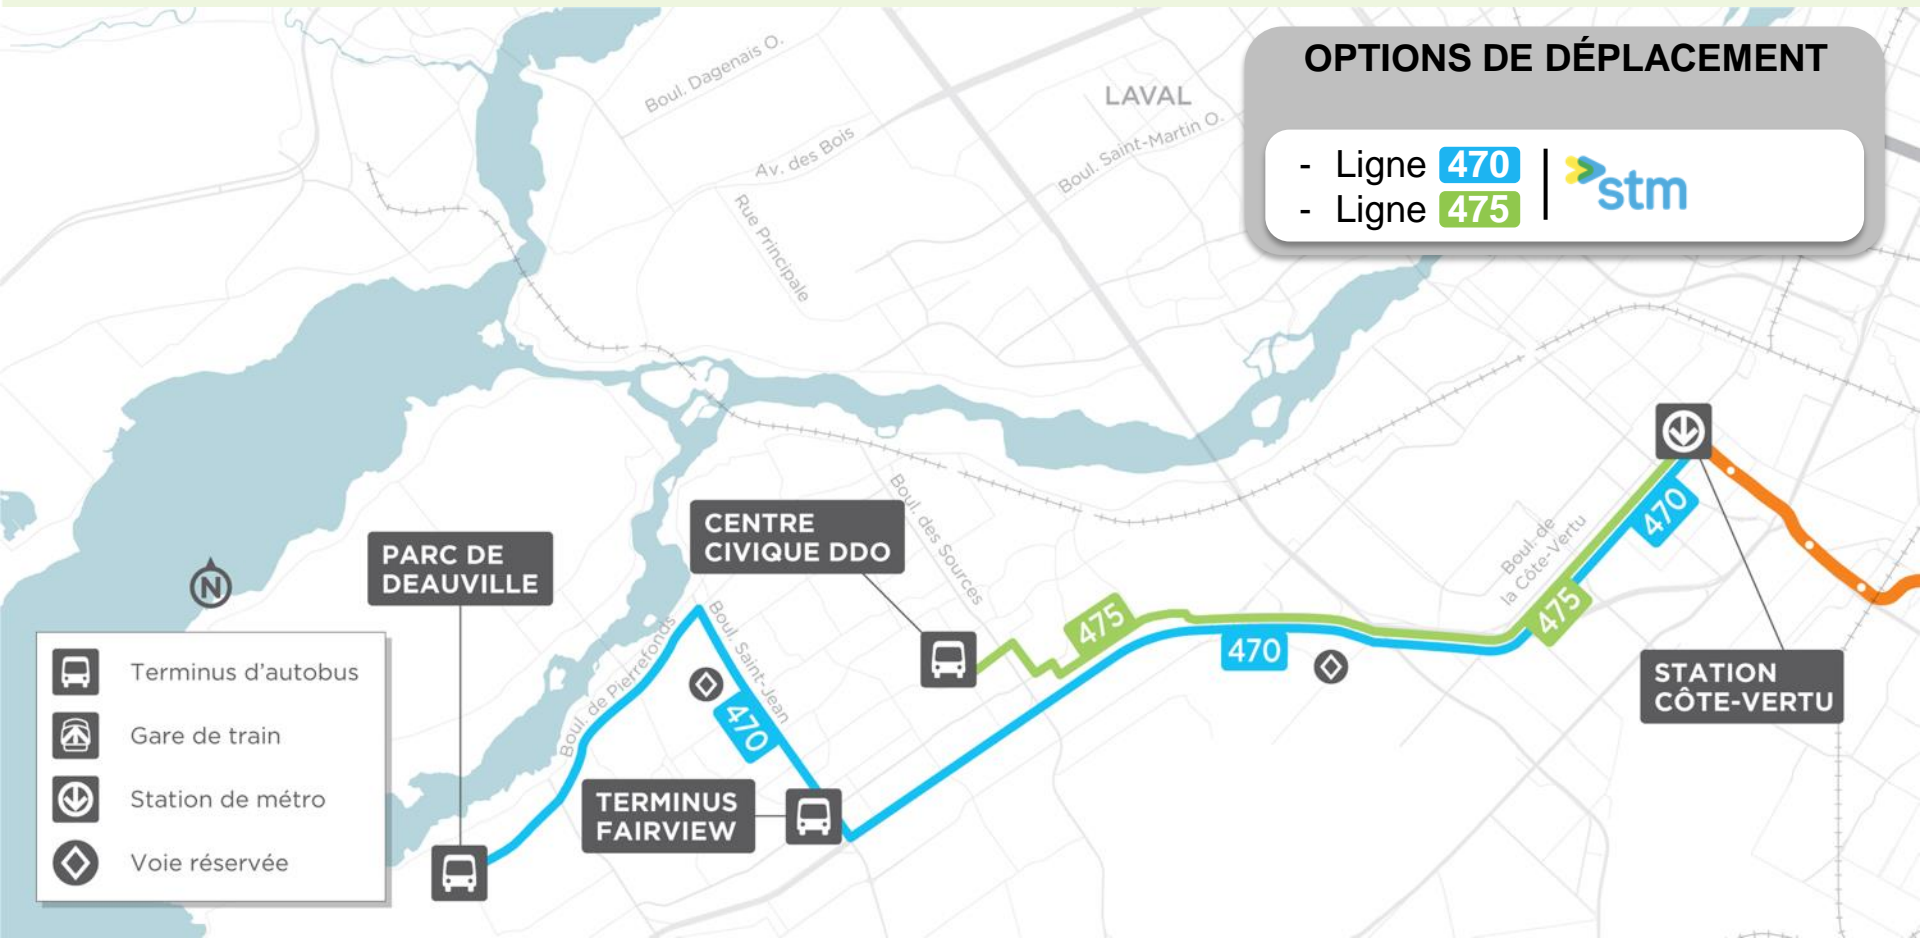 OPTIONS DE DÉPLACEMENT
- Ligne 470
- Ligne 475
stm
LAVAL
Boul. Dagenais O.
Av. des Bois
Boul. Saint-Martin O.
Rue Principale
Boul. des Sources
CENTRE
CIVIQUE DDO
PARC DE
DEAUVILLE
N
Boul. de
la Côte-Vertu
470
475
475
470
470
Boul. Saint-Jean
Boul. de Pierrefonds
STATION
CÔTE-VERTU
TERMINUS
FAIRVIEW
Terminus d'autobus
Gare de train
Station de métro
Voie réservée